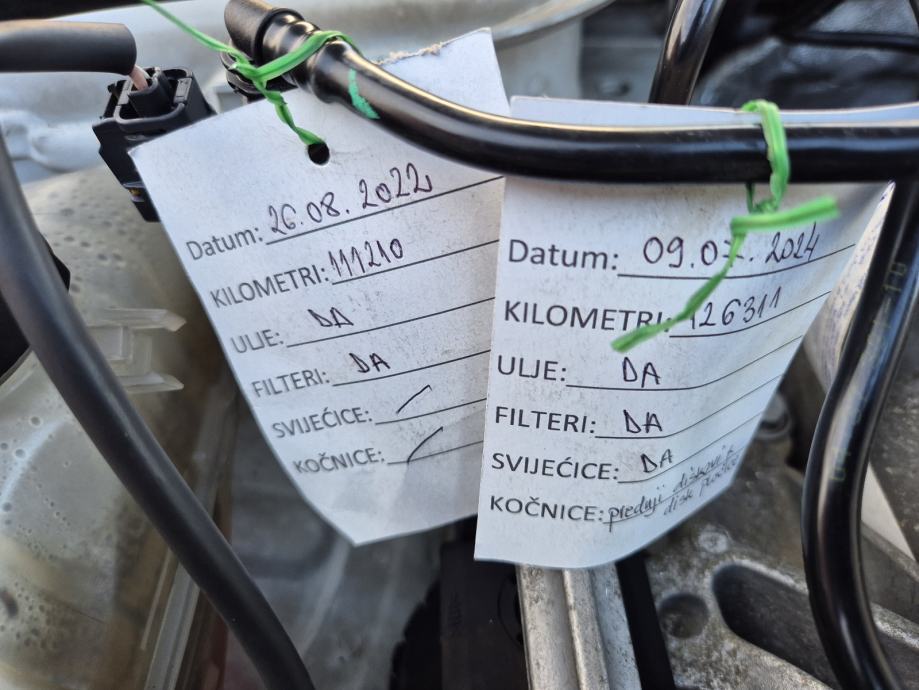 Datum: 26.08.2022
KILOMETRI: 111210
ULJE: DA
FILTERI: DA
SVIJEĆICE: /
KOČNICE: /
Datum: 09.07.2024
KILOMETRI: 126311
ULJE: DA
FILTERI: DA
SVIJEĆICE: DA
KOČNICE: prednji diskovi i
disk